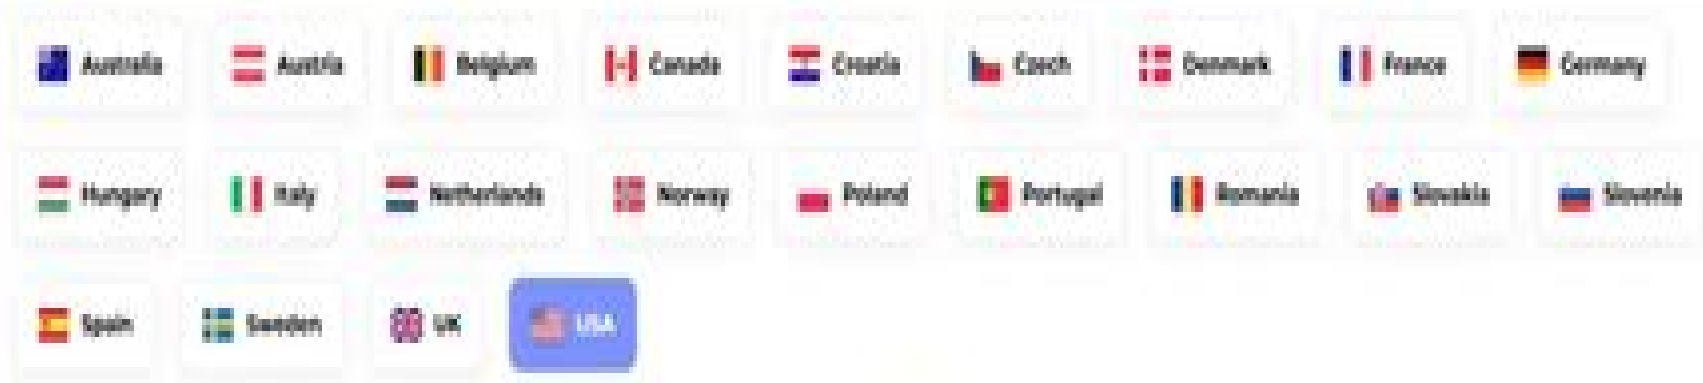 Australia Austria Belgium Canada Croatia Czech Denmark France Germany
Hungary Italy Netherlands Norway Poland Portugal Romania Slovakia Slovenia
Spain Sweden UK USA